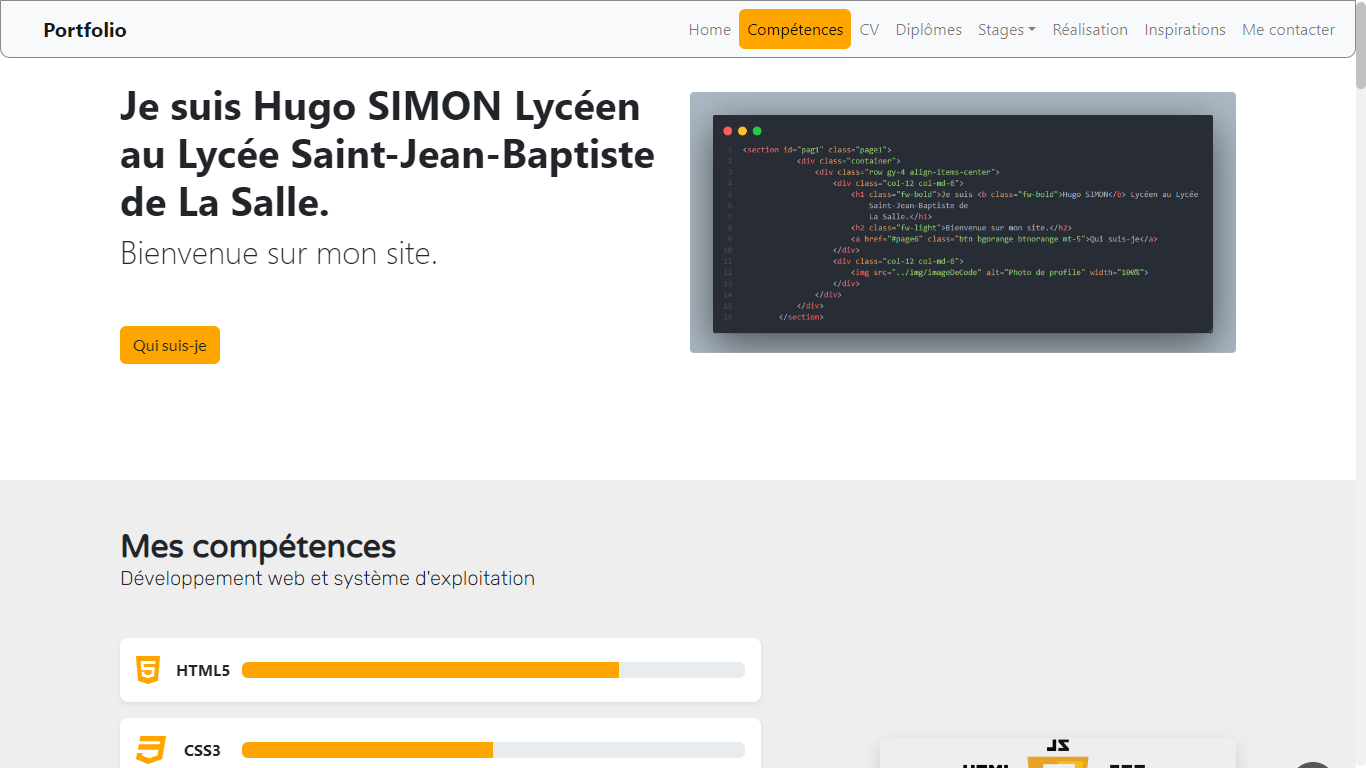 Portfolio
Home
Compétences
CV
Diplômes
Stages
Réalisation
Inspirations
Me contacter
Je suis Hugo SIMON Lycéen
au Lycée Saint-Jean-Baptiste
de La Salle.
Bienvenue sur mon site.
Qui suis-je
1 <section id="pag1" class="page1">
2 <div class="container">
3 <div class="row gy-4 align-items-center">
4 <div class="col-12 col-md-6">
5 <h1 class="fw-bold">Je suis <b class="fw-bold">Hugo SIMON</b> Lycéen au Lycée
6 Saint-Jean-Baptiste de
7 La Salle.</h1>
8 <h2 class="fw-light">Bienvenue sur mon site.</h2>
9 <a href="#page6" class="btn bgorange btnorange mt-5">Qui suis-je</a>
10 </div>
11 <div class="col-12 col-md-6">
12 <img src="../img/imageDeCode" alt="Photo de profile" width="100%">
13 </div>
14 </div>
15 </div>
16 </section>
Mes compétences
Développement web et système d'exploitation
HTML5
CSS3
JS